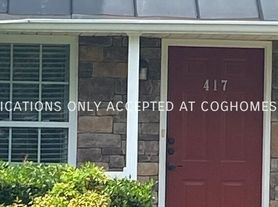 417
ICATIONS ONLY ACCEPTED AT COGHOMES